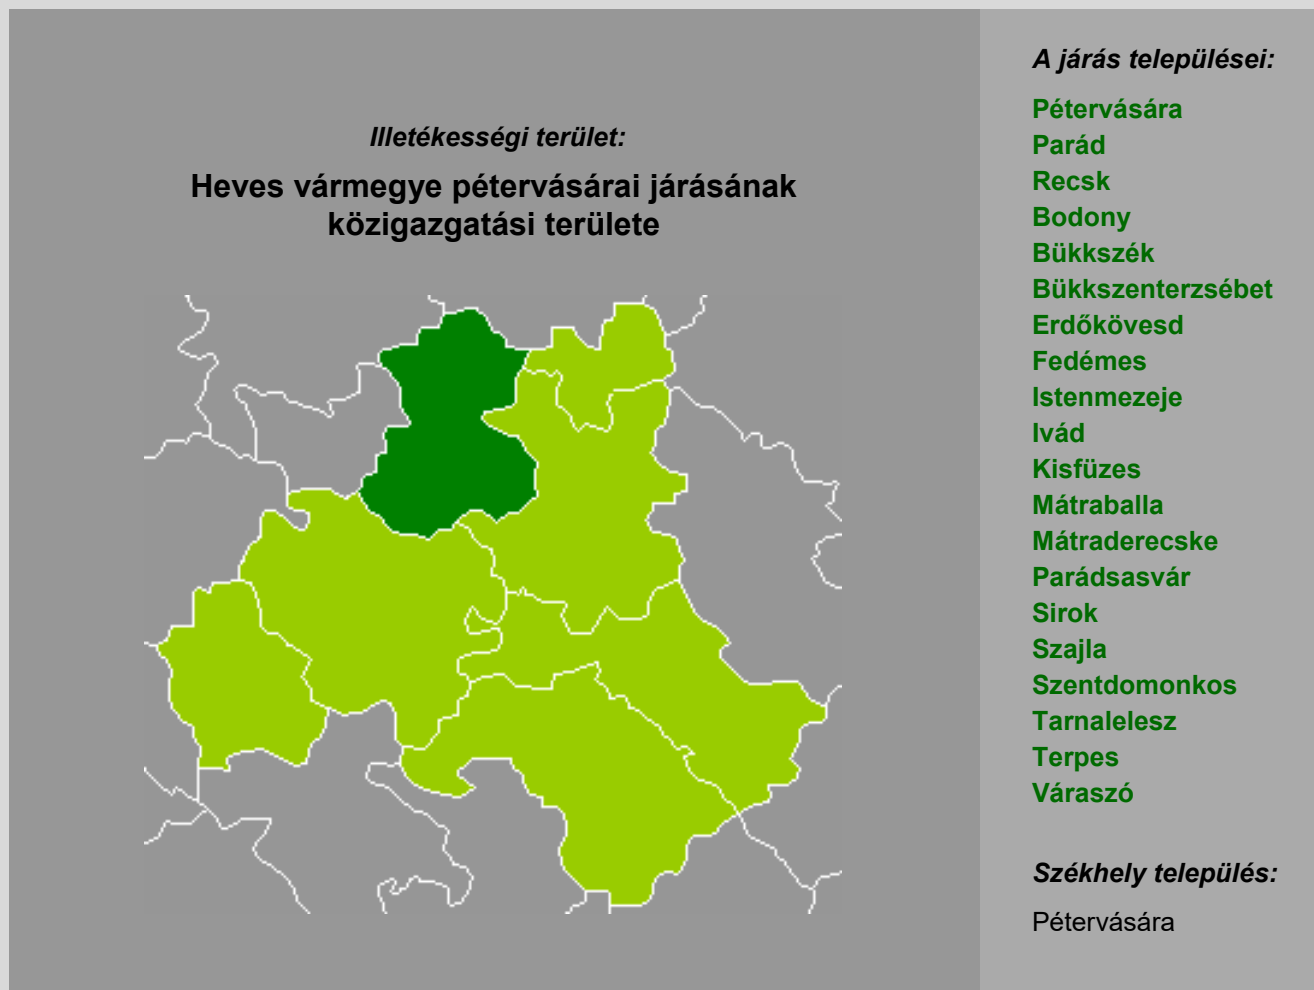 Illetékességi terület:
Heves vármegye pétervásárai járásának
közigazgatási területe
A járás települései:
Pétervására
Parád
Recsk
Bodony
Bükkszék
Bükkszenterzsébet
Erdőkövesd
Fedémes
Istenmezeje
Ivád
Kisfüzes
Mátraballa
Mátraderecske
Parádsasvár
Sirok
Szajla
Szentdomonkos
Tarnalelesz
Terpes
Váraszó
Székhely település:
Pétervására